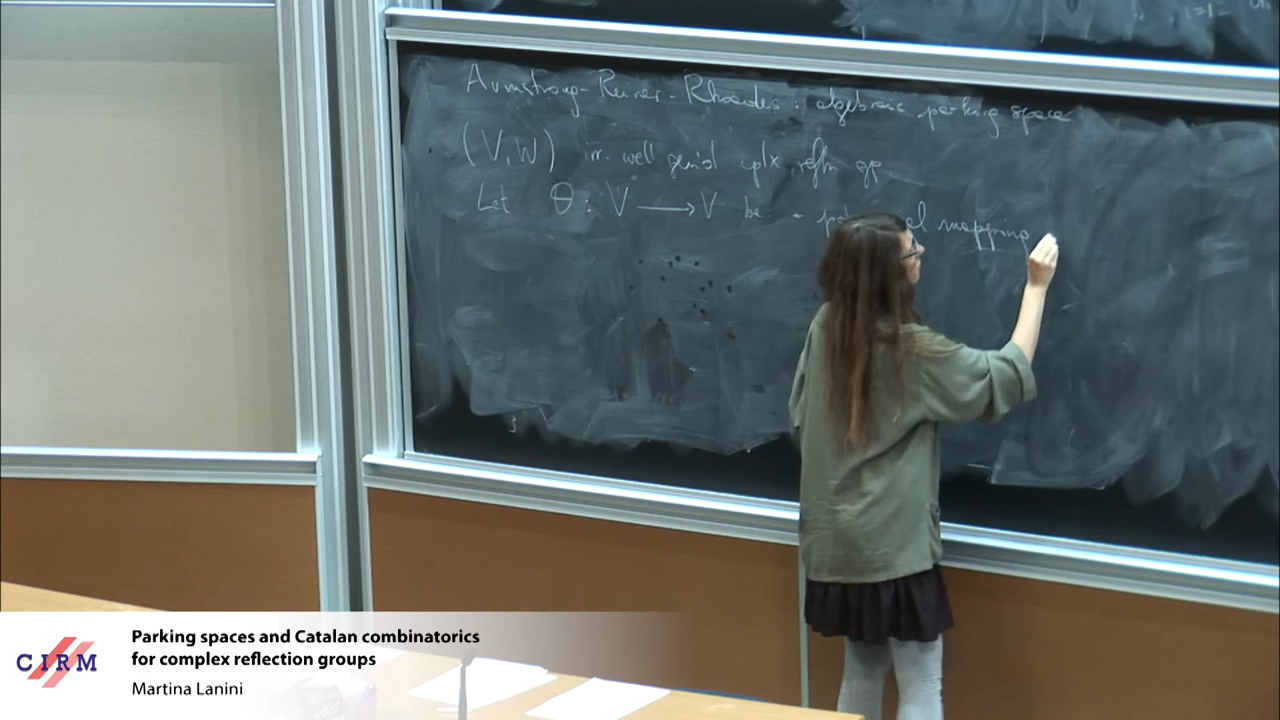 Armstrong-Reiner-Rhoades: algebraic parking space
(V, W) irr. well gen'd cplx refln gp
Let Θ: V ⟶ V be a mapping
CIRM
Parking spaces and Catalan combinatorics
for complex reflection groups
Martina Lanini